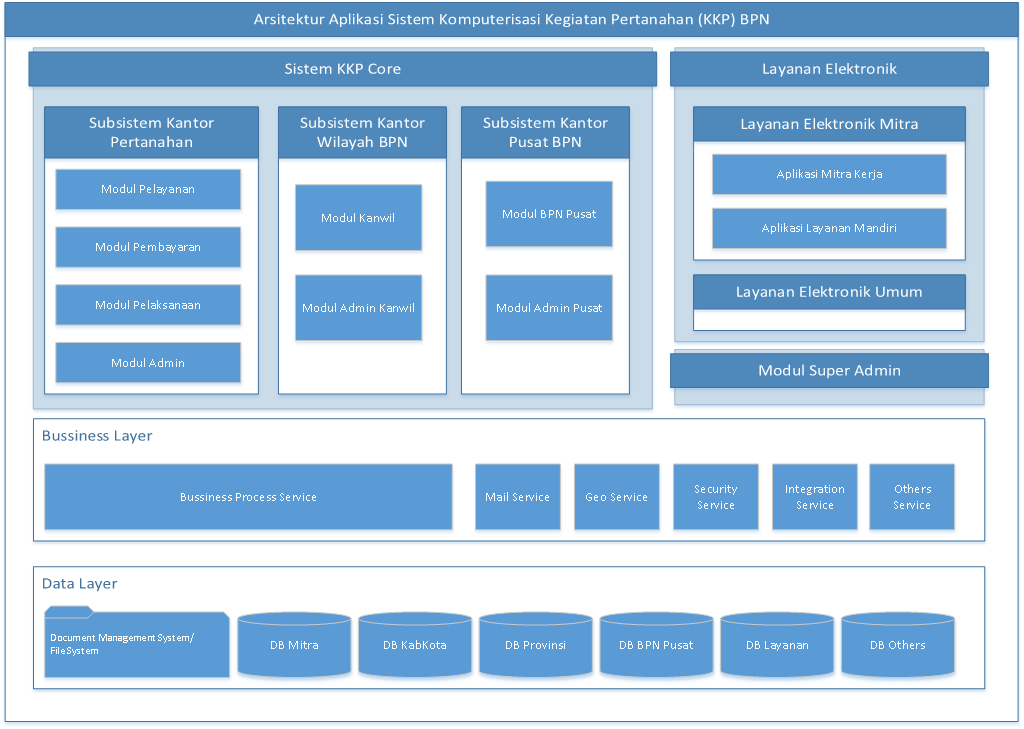 Arsitektur Aplikasi Sistem Komputerisasi Kegiatan Pertanahan (KKP) BPN
Sistem KKP Core
Subsistem Kantor
Pertanahan
Modul Pelayanan
Modul Pembayaran
Modul Pelaksanaan
Modul Admin
Subsistem Kantor
Wilayah BPN
Modul Kanwil
Modul Admin Kanwil
Subsistem Kantor
Pusat BPN
Modul BPN Pusat
Modul Admin Pusat
Layanan Elektronik
Layanan Elektronik Mitra
Aplikasi Mitra Kerja
Aplikasi Layanan Mandiri
Layanan Elektronik Umum
Modul Super Admin
Bussiness Layer
Bussiness Process Service
Mail Service
Geo Service
Security
Service
Integration
Service
Others
Service
Data Layer
Document Management System/
FileSystem
DB Mitra
DB KabKota
DB Provinsi
DB BPN Pusat
DB Layanan
DB Others